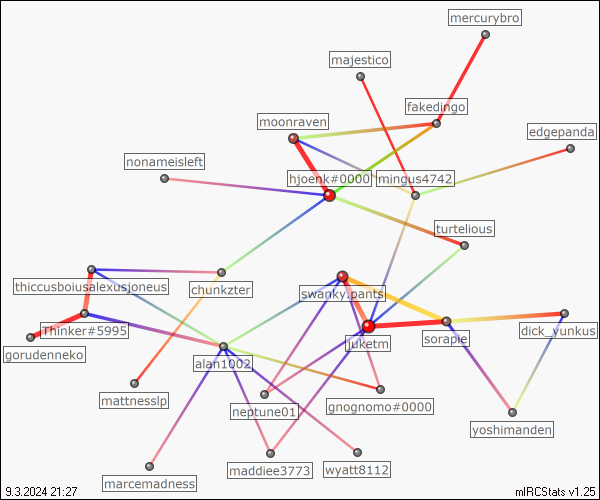 mercurybro
majestico
fakedingo
moonraven
edgepanda
nonameisleft
hjoenk#0000
mingus4742
turtelious
thiccusboiusalexusjoneus
chunkzter
swanky.pants
Thinker#5995
juketm
sorapie
dick_yunkus
gorudenneko
alan1002
mattnesslp
neptune01
gnognomo#0000
yoshimanden
marcemadness
maddiee3773
wyatt8112
9.3.2024 21:27
mIRCStats v1.25